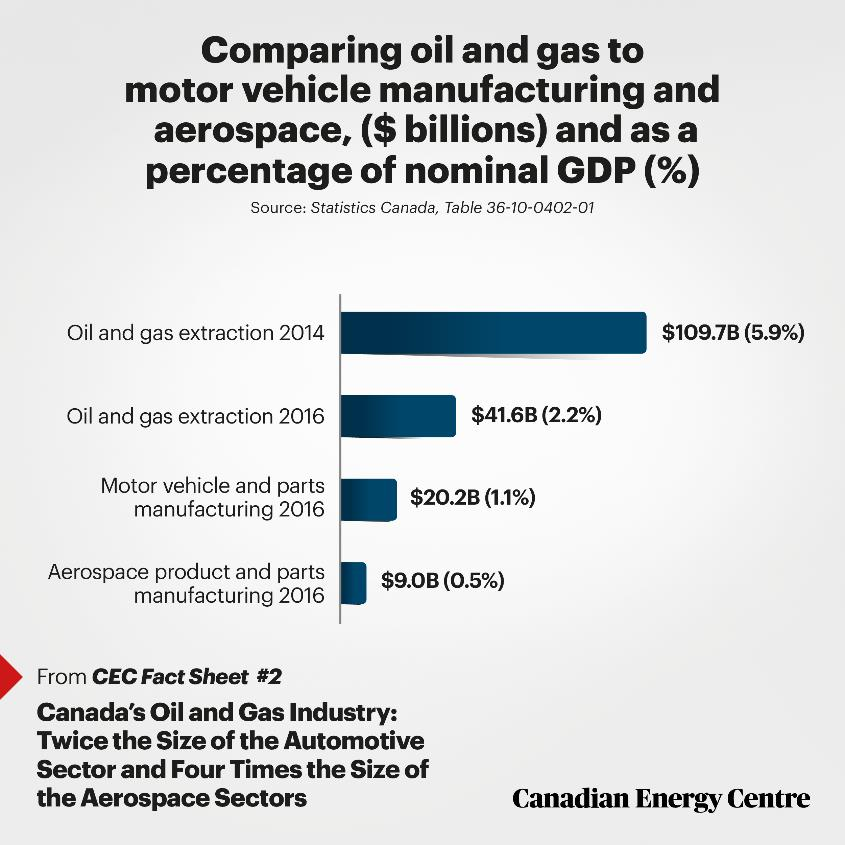 Comparing oil and gas to
motor vehicle manufacturing and
aerospace, ($ billions) and as a
percentage of nominal GDP (%)
Source: Statistics Canada, Table 36-10-0402-01
Oil and gas extraction 2014
$109.7B (5.9%)
Oil and gas extraction 2016
$41.6B (2.2%)
Motor vehicle and parts
manufacturing 2016
$20.2B (1.1%)
Aerospace product and parts
manufacturing 2016
$9.0B (0.5%)
From CEC Fact Sheet #2
Canada’s Oil and Gas Industry:
Twice the Size of the Automotive
Sector and Four Times the Size of
the Aerospace Sectors
Canadian Energy Centre